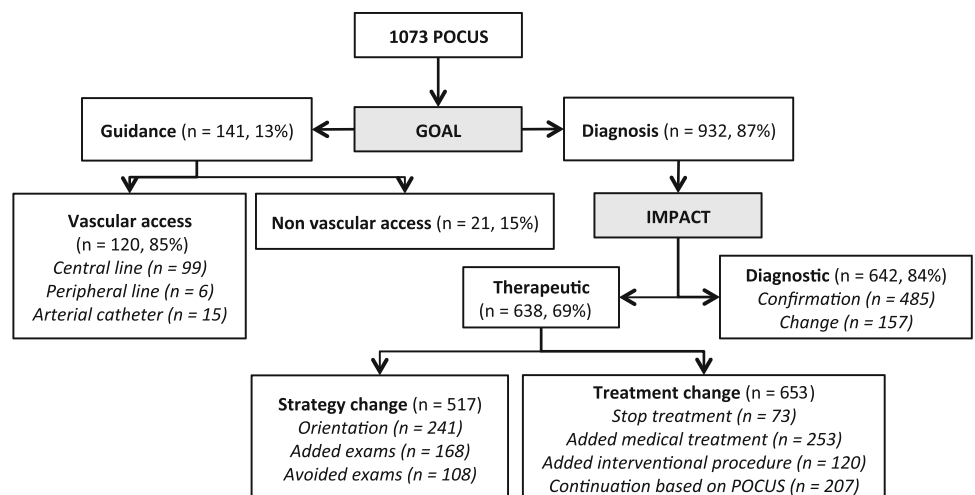 1073 POCUS
Guidance (n = 141, 13%)
GOAL
Diagnosis (n = 932, 87%)
Vascular access
(n = 120, 85%)
Central line (n = 99)
Peripheral line (n = 6)
Arterial catheter (n = 15)
Non vascular access (n = 21, 15%)
IMPACT
Therapeutic
(n = 638, 69%)
Diagnostic (n = 642, 84%)
Confirmation (n = 485)
Change (n = 157)
Strategy change (n = 517)
Orientation (n = 241)
Added exams (n = 168)
Avoided exams (n = 108)
Treatment change (n = 653)
Stop treatment (n = 73)
Added medical treatment (n = 253)
Added interventional procedure (n = 120)
Continuation based on POCUS (n = 207)